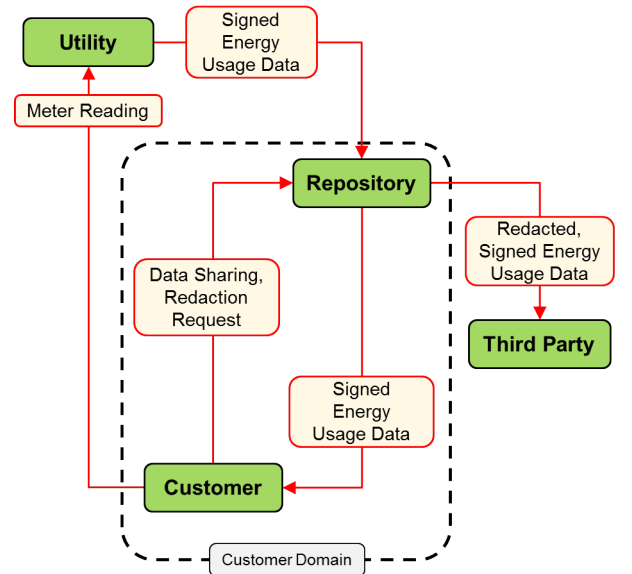 Utility
Signed
Energy
Usage Data
Meter Reading
Repository
Data Sharing,
Redaction
Request
Redacted,
Signed Energy
Usage Data
Third Party
Signed
Energy
Usage Data
Customer
Customer Domain